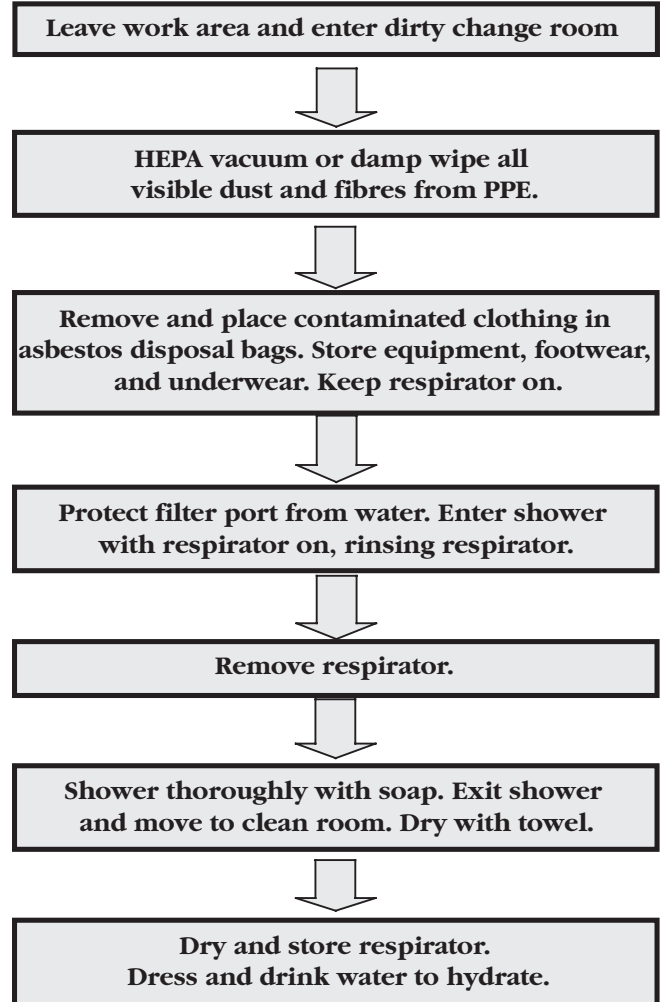 Leave work area and enter dirty change room
HEPA vacuum or damp wipe all
visible dust and fibres from PPE.
Remove and place contaminated clothing in
asbestos disposal bags. Store equipment, footwear,
and underwear. Keep respirator on.
Protect filter port from water. Enter shower
with respirator on, rinsing respirator.
Remove respirator.
Shower thoroughly with soap. Exit shower
and move to clean room. Dry with towel.
Dry and store respirator.
Dress and drink water to hydrate.